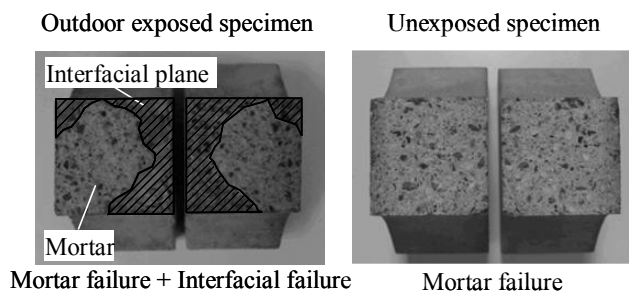 Outdoor exposed specimen
Unexposed specimen
Interfacial plane
Mortar
Mortar failure + Interfacial failure
Mortar failure